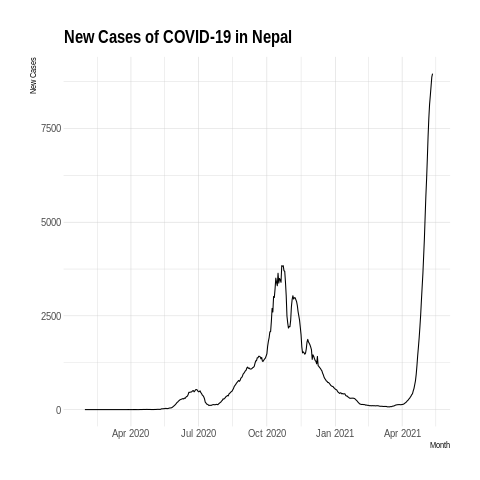 New Cases of COVID-19 in Nepal
New Cases
7500
5000
2500
0
Apr 2020 Jul 2020 Oct 2020 Jan 2021 Apr 2021
Month